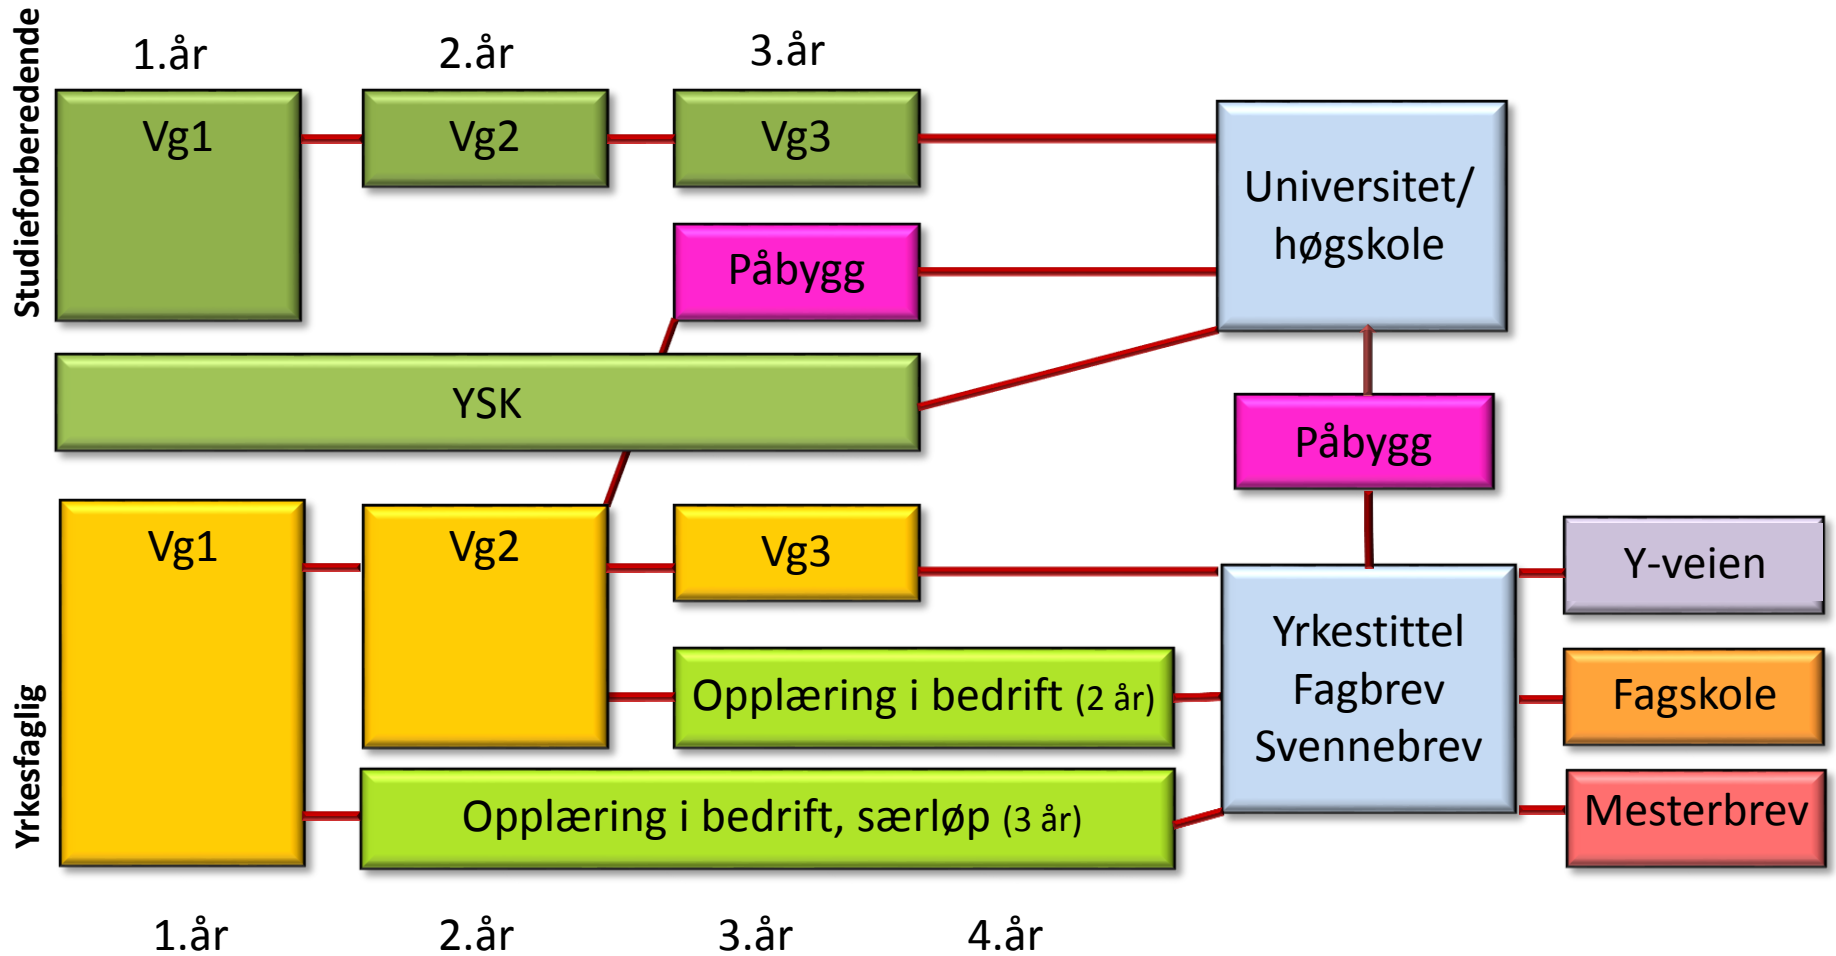 Studieforberedende
1.år
2.år
3.år
Vg1
Vg2
Vg3
Universitet/
høgskole
Påbygg
YSK
Påbygg
Yrkesfaglig
Vg1
Vg2
Vg3
Yrkestittel
Fagbrev
Svennebrev
Y-veien
Opplæring i bedrift (2 år)
Fagskole
Opplæring i bedrift, særløp (3 år)
Mesterbrev
1.år
2.år
3.år
4.år